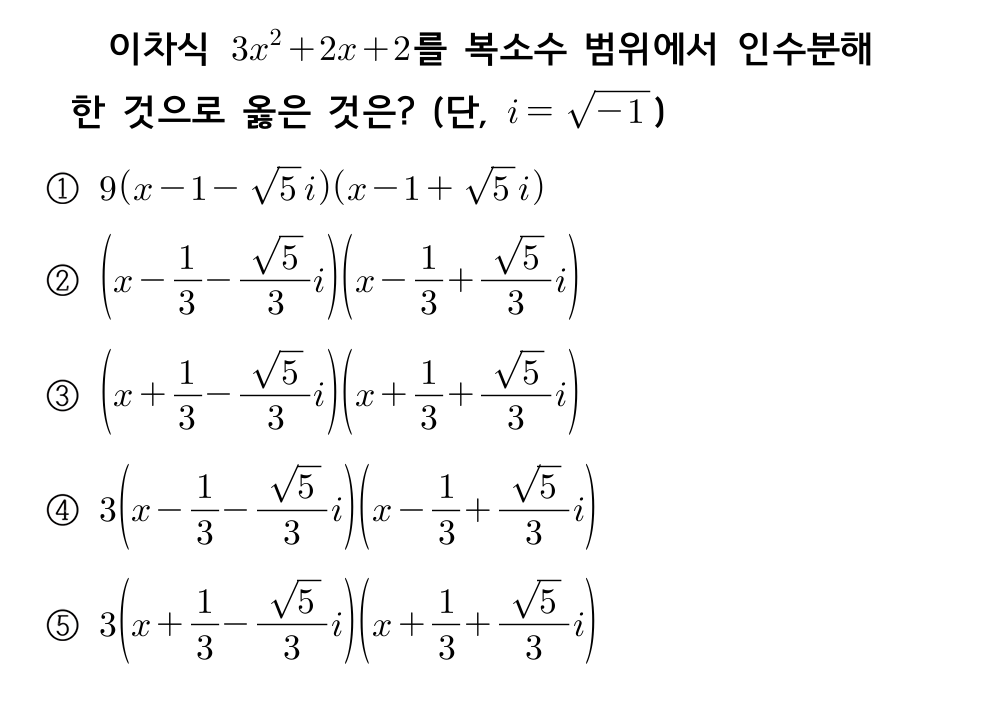 이차식 $3x^2+2x+2$를 복소수 범위에서 인수분해
한 것으로 옳은 것은? (단, $i=\sqrt{-1}$)
① $9(x-1-\sqrt{5}i)(x-1+\sqrt{5}i)$
② $\left(x-\frac{1}{3}-\frac{\sqrt{5}}{3}i\right)\left(x-\frac{1}{3}+\frac{\sqrt{5}}{3}i\right)$
③ $\left(x+\frac{1}{3}-\frac{\sqrt{5}}{3}i\right)\left(x+\frac{1}{3}+\frac{\sqrt{5}}{3}i\right)$
④ $3\left(x-\frac{1}{3}-\frac{\sqrt{5}}{3}i\right)\left(x-\frac{1}{3}+\frac{\sqrt{5}}{3}i\right)$
⑤ $3\left(x+\frac{1}{3}-\frac{\sqrt{5}}{3}i\right)\left(x+\frac{1}{3}+\frac{\sqrt{5}}{3}i\right)$